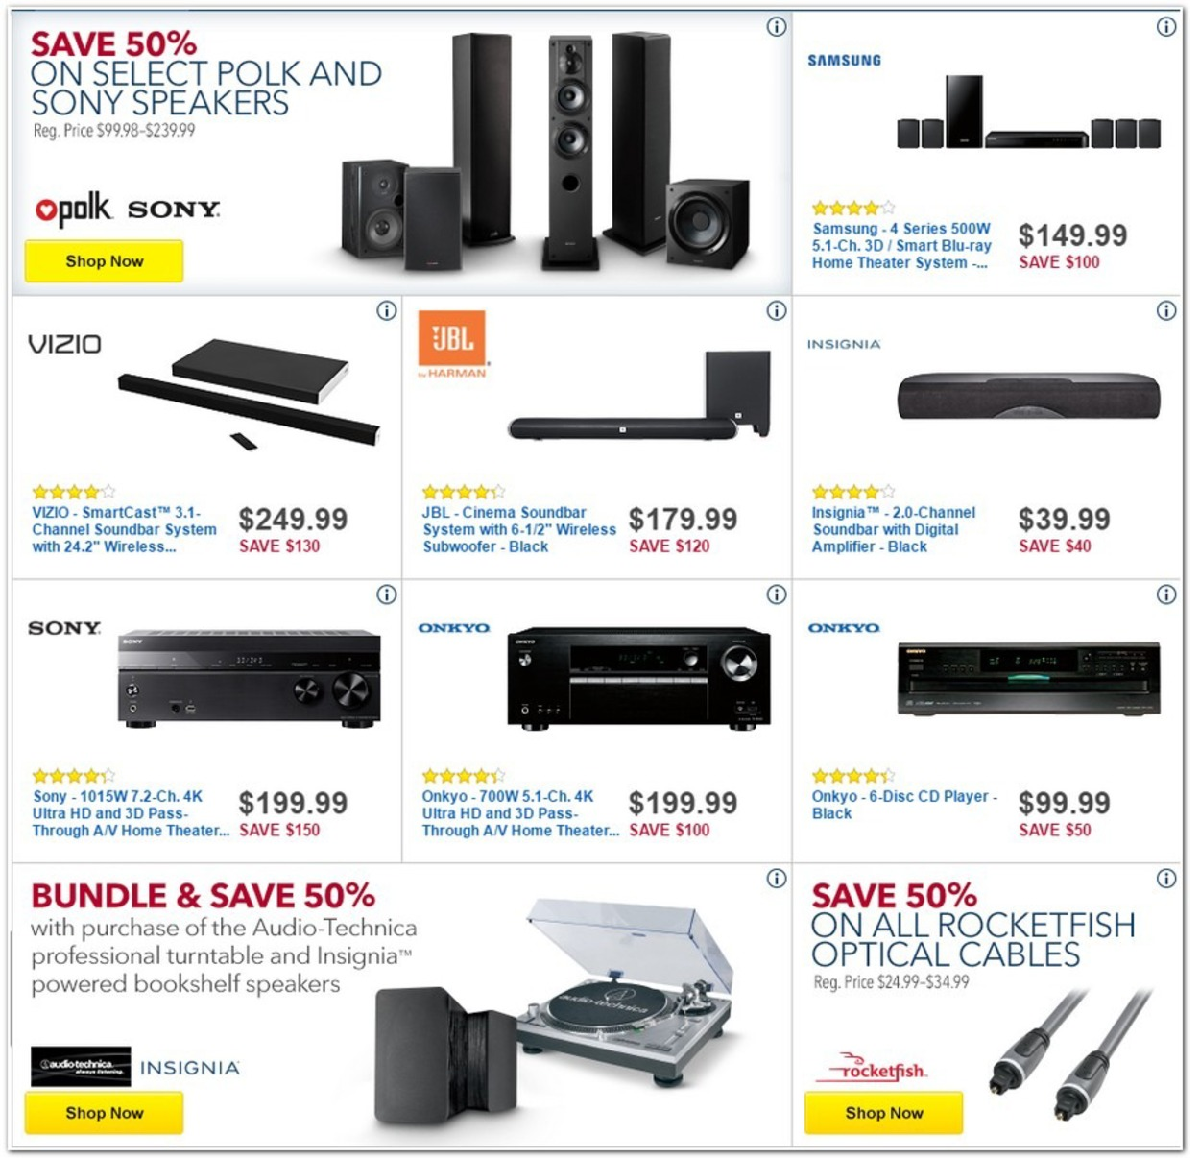 SAVE 50%
ON SELECT POLK AND
SONY SPEAKERS
Reg. Price $99.98–$239.99
polk SONY
Shop Now
SAMSUNG
Samsung - 4 Series 500W
5.1-Ch. 3D / Smart Blu-ray
Home Theater System -...
$149.99
SAVE $100
VIZIO
VIZIO - SmartCast™ 3.1-
Channel Soundbar System
with 24.2" Wireless...
$249.99
SAVE $130
JBL
by HARMAN
JBL - Cinema Soundbar
System with 6-1/2" Wireless
Subwoofer - Black
$179.99
SAVE $120
INSIGNIA
Insignia™ - 2.0-Channel
Soundbar with Digital
Amplifier - Black
$39.99
SAVE $40
SONY
SONY
Sony - 1015W 7.2-Ch. 4K
Ultra HD and 3D Pass-
Through A/V Home Theater...
$199.99
SAVE $150
ONKYO
ONKYO
Onkyo - 700W 5.1-Ch. 4K
Ultra HD and 3D Pass-
Through A/V Home Theater...
$199.99
SAVE $100
ONKYO
ONKYO
Onkyo - 6-Disc CD Player -
Black
$99.99
SAVE $50
BUNDLE & SAVE 50%
with purchase of the Audio-Technica
professional turntable and Insignia™
powered bookshelf speakers
audio-technica
audio-technica.
always listening.
INSIGNIA
Shop Now
SAVE 50%
ON ALL ROCKETFISH
OPTICAL CABLES
Reg. Price $24.99–$34.99
rocketfish
Shop Now